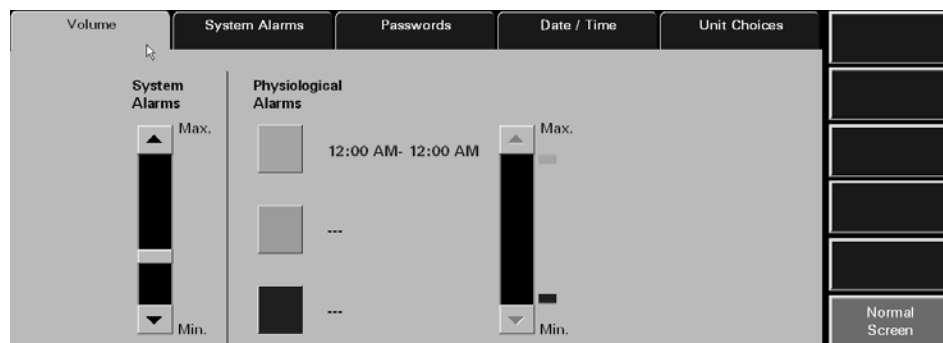 Volume
System Alarms
Passwords
Date / Time
Unit Choices
System
Alarms
Max.
Min.
Physiological
Alarms
12:00 AM- 12:00 AM
---
---
Max.
Min.
Normal
Screen